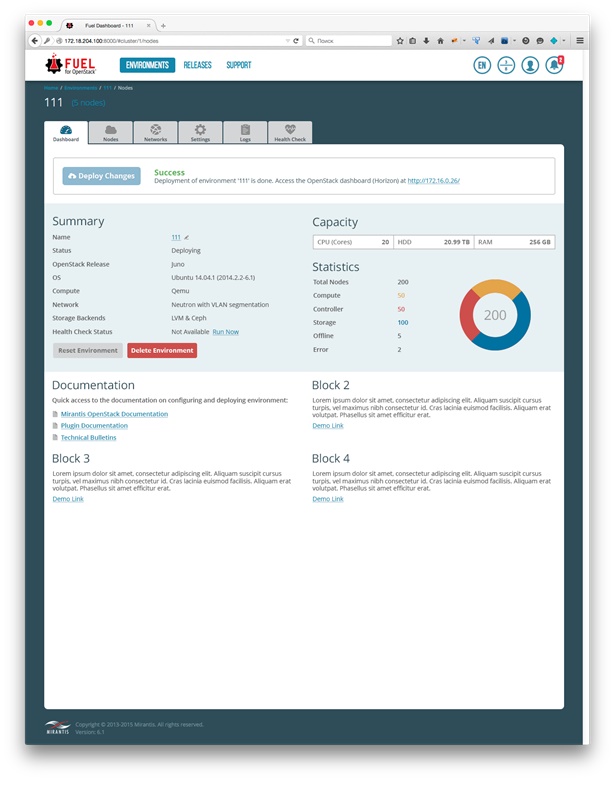 Fuel Dashboard - 111
172.18.204.100:8000/#cluster/1/nodes
Поиск
FUEL
for OpenStack
ENVIRONMENTS
RELEASES
SUPPORT
EN
Home / Environments / 111 / Nodes
111 (5 nodes)
Dashboard
Nodes
Networks
Settings
Logs
Health Check
Deploy Changes
Success
Deployment of environment '111' is done. Access the OpenStack dashboard (Horizon) at http://172.16.0.26/
Summary
Name 111
Status Deploying
OpenStack Release Juno
OS Ubuntu 14.04.1 (2014.2.2-6.1)
Compute Qemu
Network Neutron with VLAN segmentation
Storage Backends LVM & Ceph
Health Check Status Not Available Run Now
Reset Environment
Delete Environment
Capacity
CPU (Cores) 20 HDD 20.99 TB RAM 256 GB
Statistics
Total Nodes 200
Compute 50
Controller 50
Storage 100
Offline 5
Error 2
200
Documentation
Quick access to the documentation on configuring and deploying environment:
Mirantis OpenStack Documentation
Plugin Documentation
Technical Bulletins
Block 2
Lorem ipsum dolor sit amet, consectetur adipiscing elit. Aliquam suscipit cursus
turpis, vel maximus nibh consectetur id. Cras lacinia euismod facilisis. Aliquam erat
volutpat. Phasellus sit amet efficitur erat.
Demo Link
Block 3
Lorem ipsum dolor sit amet, consectetur adipiscing elit. Aliquam suscipit cursus
turpis, vel maximus nibh consectetur id. Cras lacinia euismod facilisis. Aliquam erat
volutpat. Phasellus sit amet efficitur erat.
Demo Link
Block 4
Lorem ipsum dolor sit amet, consectetur adipiscing elit. Aliquam suscipit cursus
turpis, vel maximus nibh consectetur id. Cras lacinia euismod facilisis. Aliquam erat
volutpat. Phasellus sit amet efficitur erat.
Demo Link
MIRANTIS
Copyright © 2013-2015 Mirantis. All rights reserved.
Version: 6.1